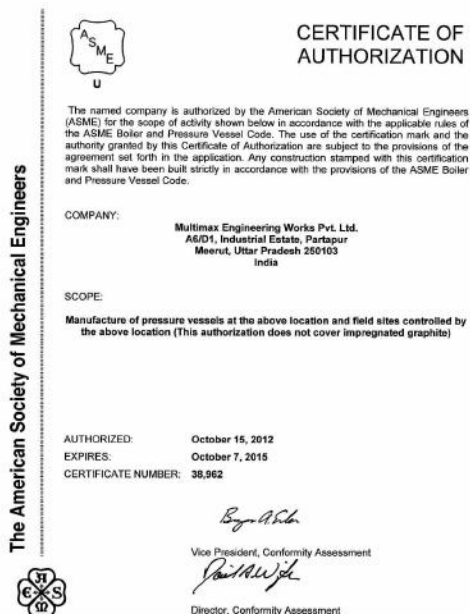 CERTIFICATE OF
AUTHORIZATION
A
S
M
E
U
The named company is authorized by the American Society of Mechanical Engineers
(ASME) for the scope of activity shown below in accordance with the applicable rules of
the ASME Boiler and Pressure Vessel Code. The use of the certification mark and the
authority granted by this Certificate of Authorization are subject to the provisions of the
agreement set forth in the application. Any construction stamped with this certification
mark shall have been built strictly in accordance with the provisions of the ASME Boiler
and Pressure Vessel Code.
COMPANY:
Multimax Engineering Works Pvt. Ltd.
A6/D1, Industrial Estate, Partapur
Meerut, Uttar Pradesh 250103
India
SCOPE:
Manufacture of pressure vessels at the above location and field sites controlled by
the above location (This authorization does not cover impregnated graphite)
AUTHORIZED: October 15, 2012
EXPIRES: October 7, 2015
CERTIFICATE NUMBER: 38,962
Vice President, Conformity Assessment
Director, Conformity Assessment
The American Society of Mechanical Engineers